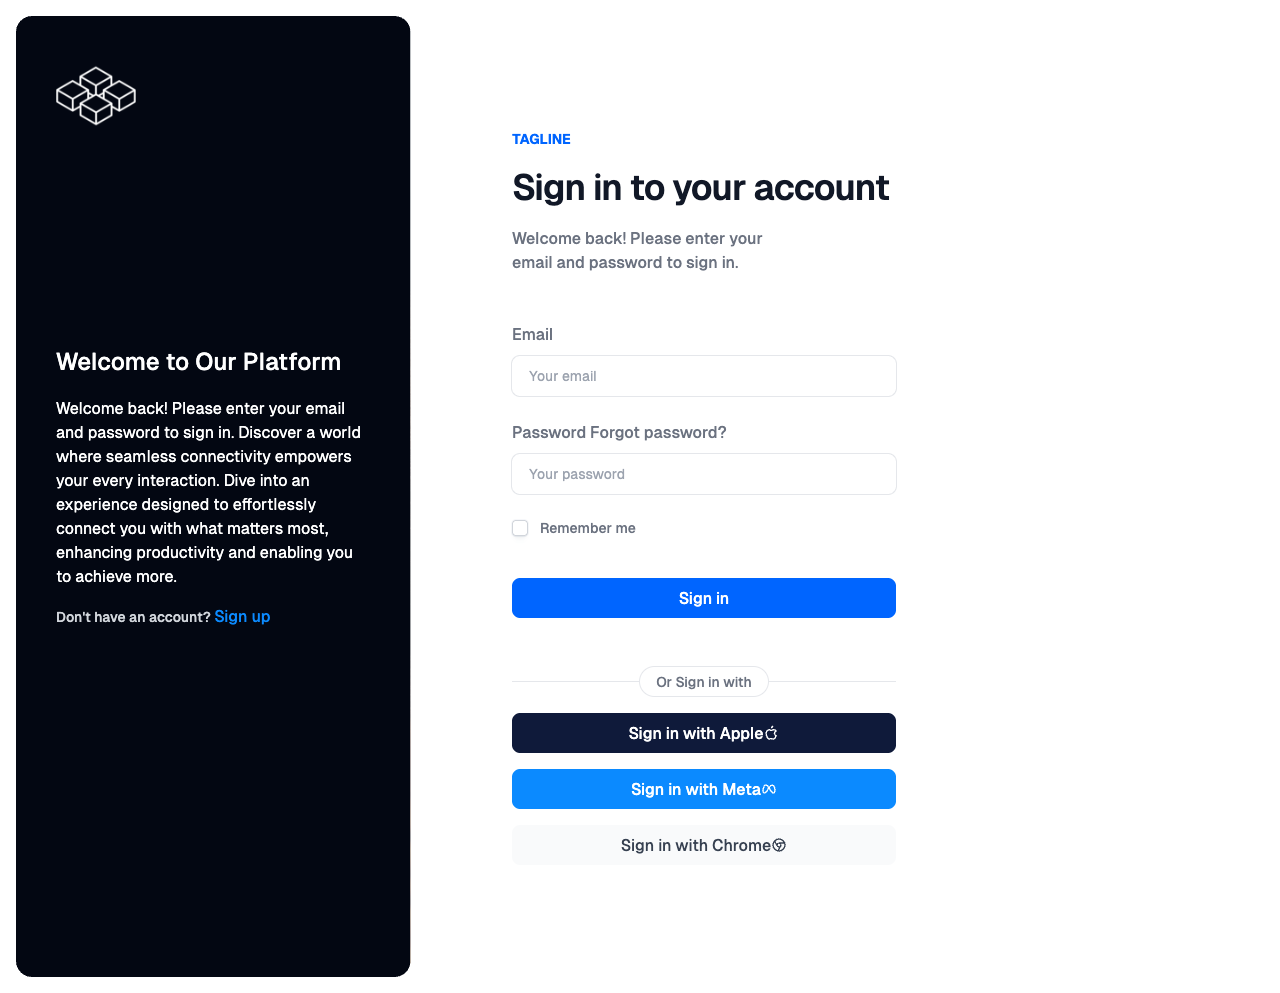 Welcome to Our Platform
Welcome back! Please enter your email
and password to sign in. Discover a world
where seamless connectivity empowers
your every interaction. Dive into an
experience designed to effortlessly
connect you with what matters most,
enhancing productivity and enabling you
to achieve more.
Don't have an account? Sign up
TAGLINE
Sign in to your account
Welcome back! Please enter your
email and password to sign in.
Email
Your email
Password Forgot password?
Your password
Remember me
Sign in
Or Sign in with
Sign in with Apple
Sign in with Meta
Sign in with Chrome